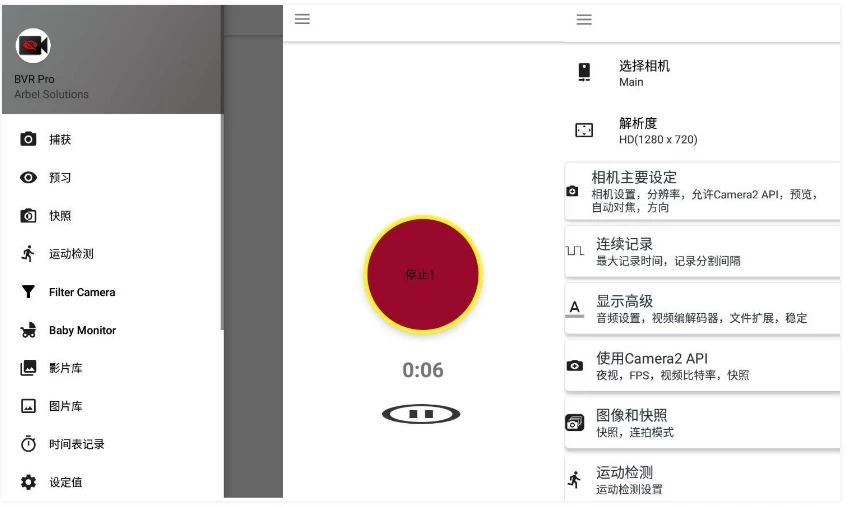 BVR Pro
Arbel Solutions
捕获
预习
快照
运动检测
Filter Camera
Baby Monitor
影片库
图片库
时间表记录
设定值
停止!
0:06
选择相机
Main
解析度
HD(1280 x 720)
相机主要设定
相机设置，分辨率，允许Camera2 API，预览，
自动对焦，方向
连续记录
最大记录时间，记录分割间隔
显示高级
音频设置，视频编解码器，文件扩展，稳定
使用Camera2 API
夜视，FPS，视频比特率，快照
图像和快照
快照，连拍模式
运动检测
运动检测设置